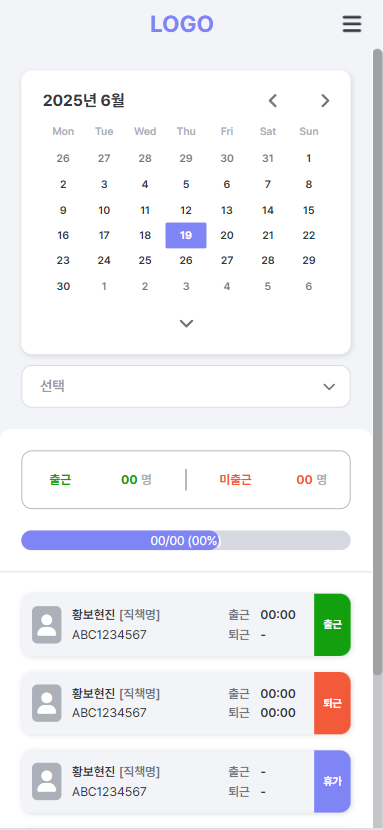 LOGO
2025년 6월
Mon Tue Wed Thu Fri Sat Sun
26 27 28 29 30 31 1
2 3 4 5 6 7 8
9 10 11 12 13 14 15
16 17 18 19 20 21 22
23 24 25 26 27 28 29
30 1 2 3 4 5 6
선택
출근 00 명 미출근 00 명
00/00 (00%)
황보현진 [직책명] 출근 00:00
ABC1234567 퇴근 -
출근
황보현진 [직책명] 출근 00:00
ABC1234567 퇴근 00:00
퇴근
황보현진 [직책명] 출근 -
ABC1234567 퇴근 -
휴가